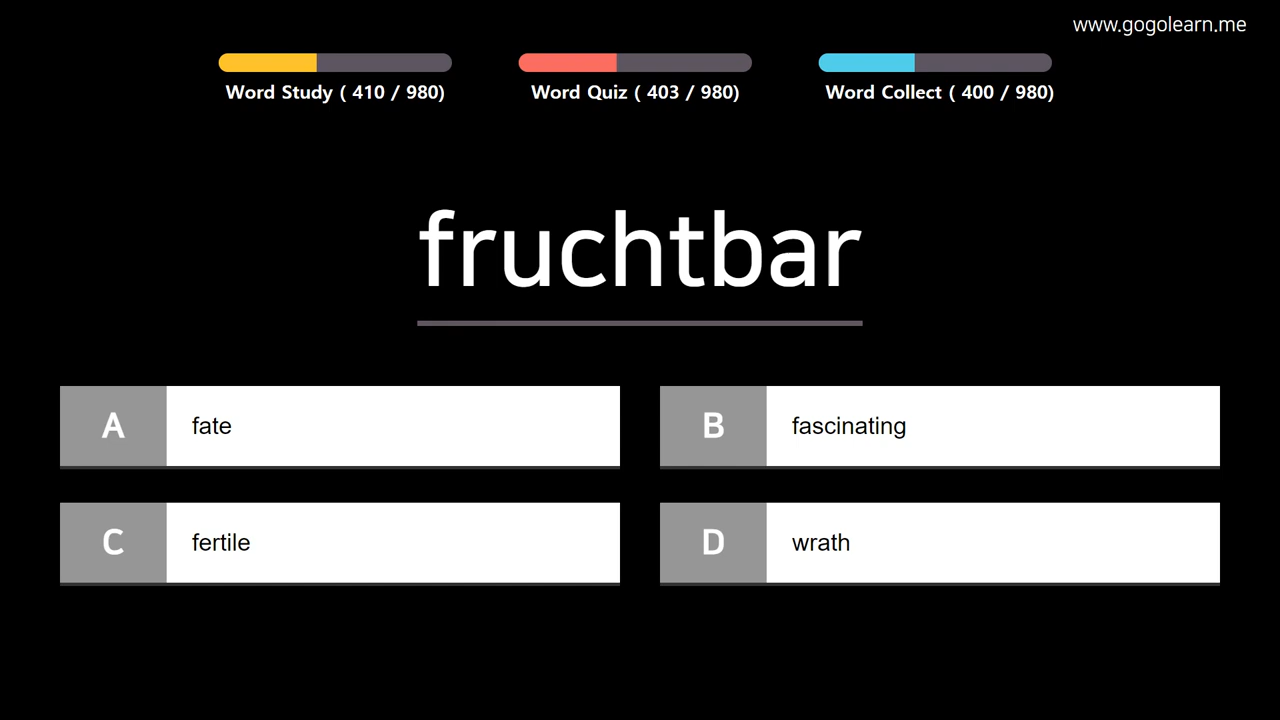 www.gogolearn.me
Word Study ( 410 / 980)
Word Quiz ( 403 / 980)
Word Collect ( 400 / 980)
fruchtbar
A fate
B fascinating
C fertile
D wrath